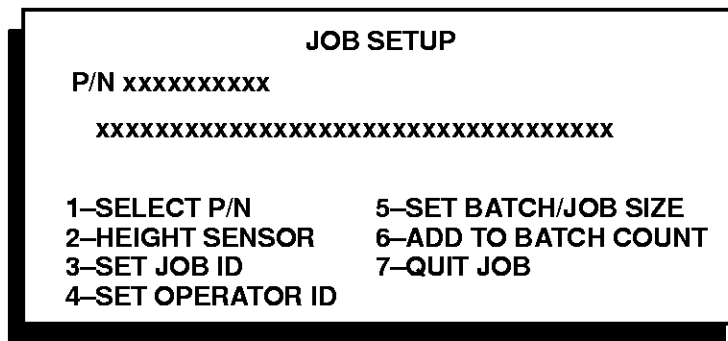 JOB SETUP
P/N xxxxxxxxxx
xxxxxxxxxxxxxxxxxxxxxxxxxxxxxxxxxxx
1–SELECT P/N
2–HEIGHT SENSOR
3–SET JOB ID
4–SET OPERATOR ID
5–SET BATCH/JOB SIZE
6–ADD TO BATCH COUNT
7–QUIT JOB